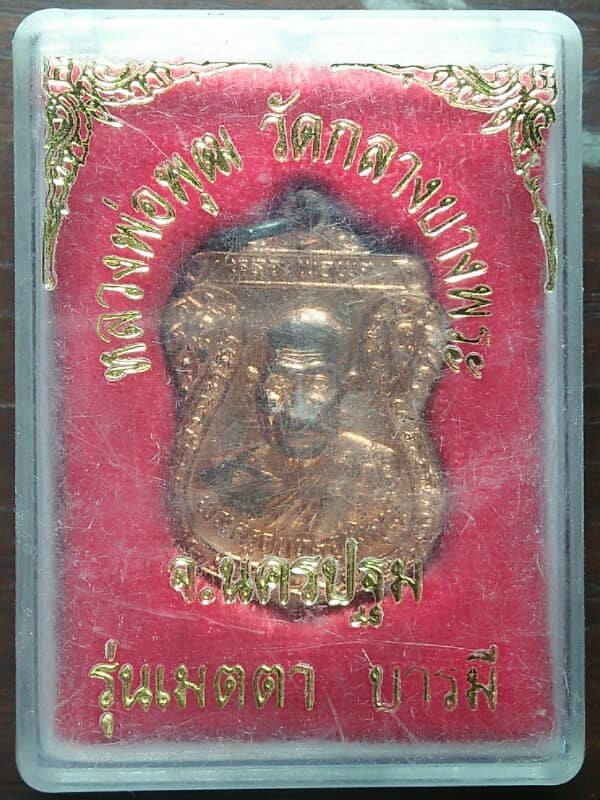 หลวงพ่อพุฒ วัดกลางบางพระ
จ.นครปฐม
รุ่นเมตตา บารมี